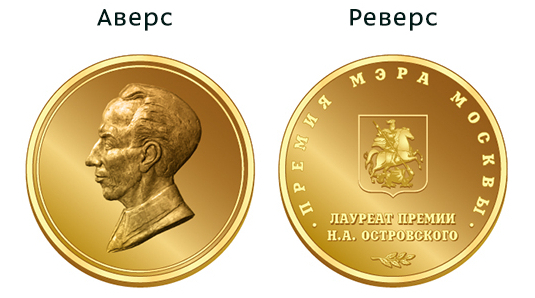 Аверс
Реверс
· ПРЕМИЯ МЭРА МОСКВЫ ·
ЛАУРЕАТ ПРЕМИИ
Н.А. ОСТРОВСКОГО